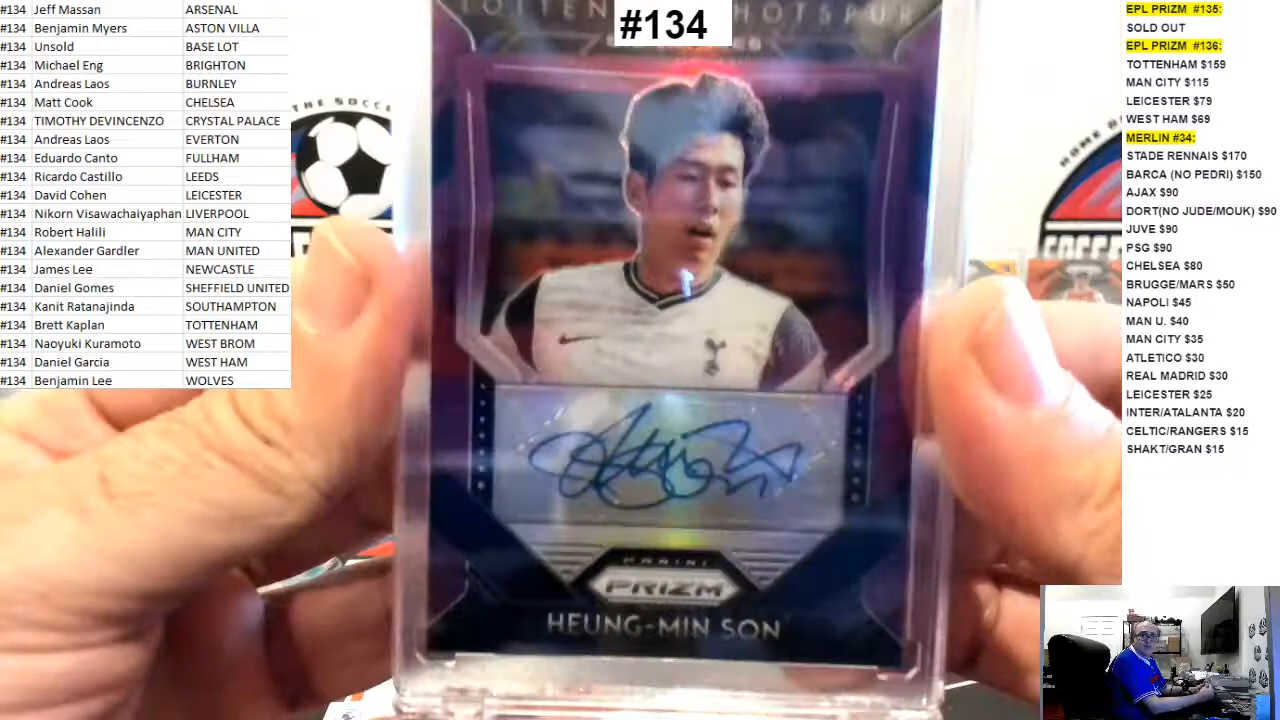 #134 Jeff Massan ARSENAL
#134 Benjamin Myers ASTON VILLA
#134 Unsold BASE LOT
#134 Michael Eng BRIGHTON
#134 Andreas Laos BURNLEY
#134 Matt Cook CHELSEA
#134 TIMOTHY DEVINCENZO CRYSTAL PALACE
#134 Andreas Laos EVERTON
#134 Eduardo Canto FULLHAM
#134 Ricardo Castillo LEEDS
#134 David Cohen LEICESTER
#134 Nikorn Visawachaiyaphan LIVERPOOL
#134 Robert Halili MAN CITY
#134 Alexander Gardler MAN UNITED
#134 James Lee NEWCASTLE
#134 Daniel Gomes SHEFFIELD UNITED
#134 Kanit Ratanajinda SOUTHAMPTON
#134 Brett Kaplan TOTTENHAM
#134 Naoyuki Kuramoto WEST BROM
#134 Daniel Garcia WEST HAM
#134 Benjamin Lee WOLVES
THE SOCCE
#134
PANINI
PRIZM
HEUNG-MIN SON
EPL PRIZM #135:
SOLD OUT
EPL PRIZM #136:
TOTTENHAM $159
MAN CITY $115
LEICESTER $79
WEST HAM $69
MERLIN #34:
STADE RENNAIS $170
BARCA (NO PEDRI) $150
AJAX $90
DORT(NO JUDE/MOUK) $90
JUVE $90
PSG $90
CHELSEA $80
BRUGGE/MARS $50
NAPOLI $45
MAN U. $40
MAN CITY $35
ATLETICO $30
REAL MADRID $30
LEICESTER $25
INTER/ATALANTA $20
CELTIC/RANGERS $15
SHAKT/GRAN $15